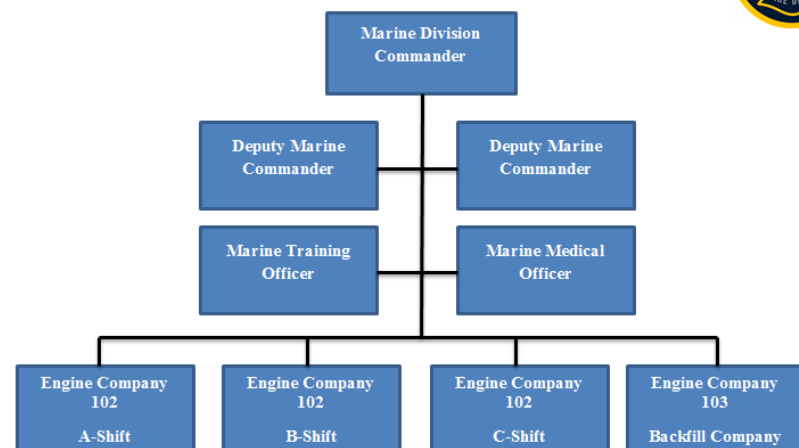 Marine Division
Commander
Deputy Marine
Commander
Deputy Marine
Commander
Marine Training
Officer
Marine Medical
Officer
Engine Company
102
A-Shift
Engine Company
102
B-Shift
Engine Company
102
C-Shift
Engine Company
103
Backfill Company